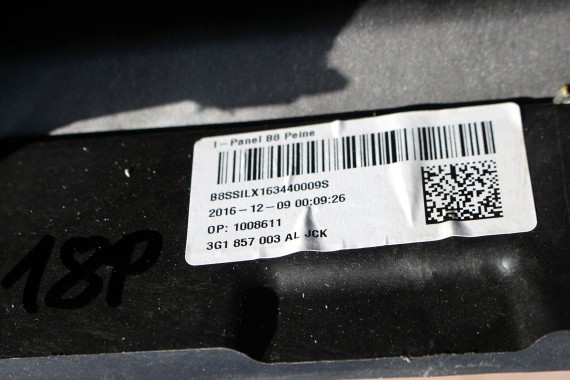 I-Panel B8 Peine
B8SSILX163440009S
2016-12-09 00:09:26
OP: 1008611
3G1 857 003 AL JCK
18P